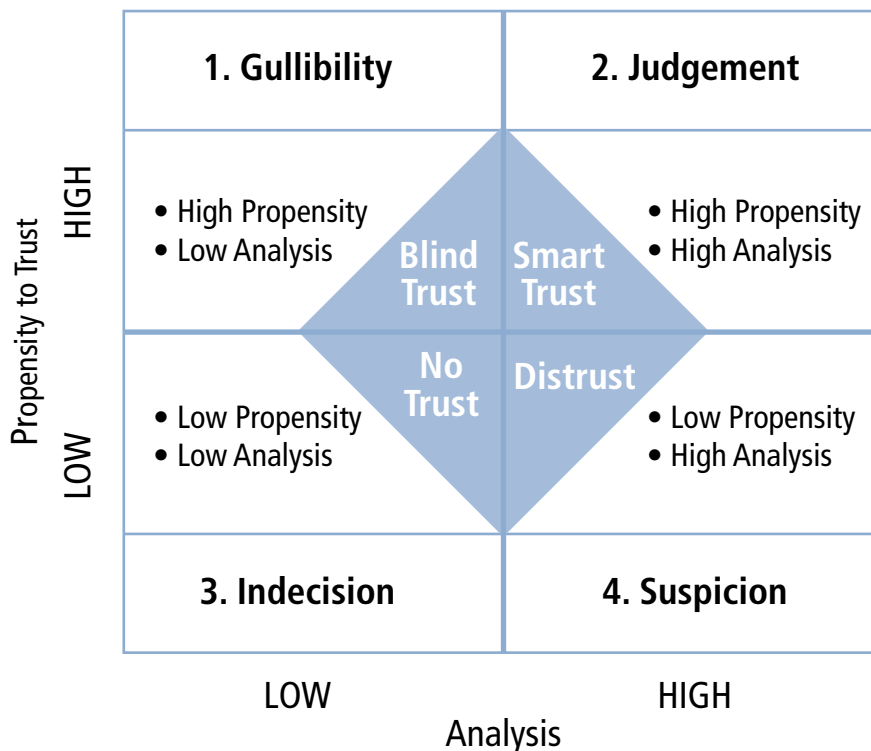 1. Gullibility
2. Judgement
Propensity to Trust
HIGH
• High Propensity
• Low Analysis
Blind
Trust
Smart
Trust
• High Propensity
• High Analysis
LOW
• Low Propensity
• Low Analysis
No
Trust
Distrust
• Low Propensity
• High Analysis
3. Indecision
4. Suspicion
LOW
HIGH
Analysis